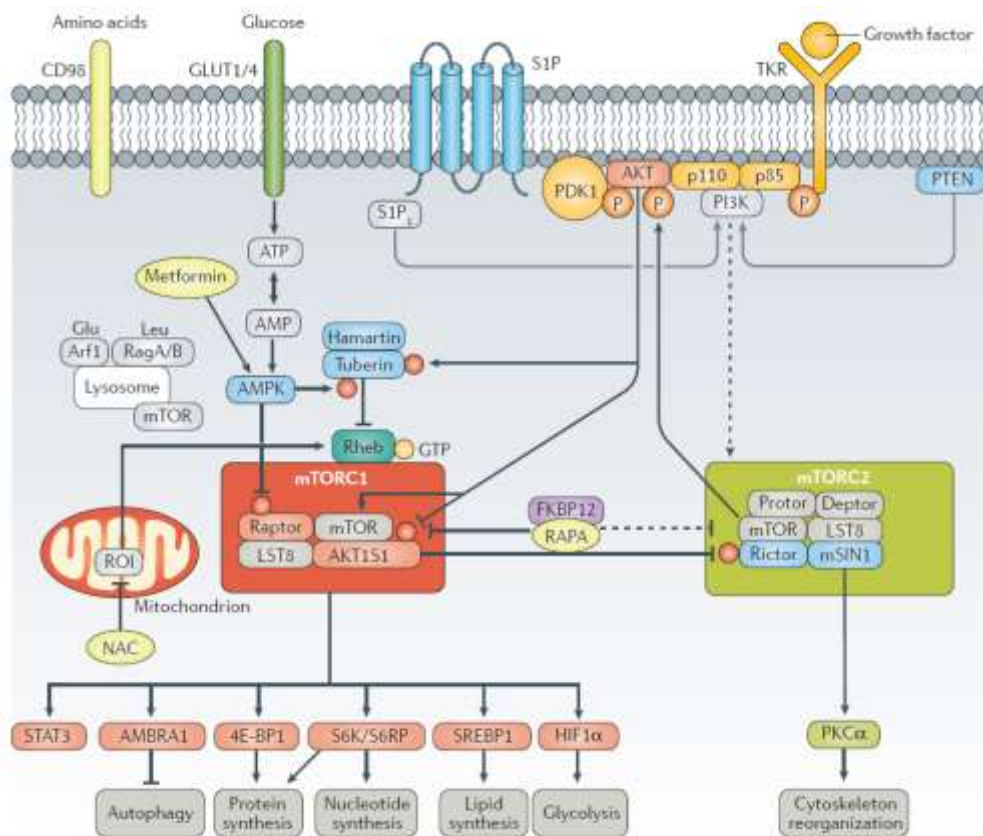 Amino acids
Glucose
Growth factor
CD98
GLUT1/4
S1P
TKR
PDK1
AKT
p110
p85
PTEN
P
P
PI3K
P
S1P
ATP
Metformin
AMP
Glu
Leu
Arf1
RagA/B
Hamartin
Tuberin
Lysosome
AMPK
mTOR
Rheb
GTP
mTORC1
mTORC2
Protor
Deptor
FKBP12
Raptor
mTOR
RAPA
mTOR
LST8
LST8
AKT1S1
Rictor
mSIN1
ROI
Mitochondrion
NAC
STAT3
AMBRA1
4E-BP1
S6K/S6RP
SREBP1
HIF1α
PKCα
Autophagy
Protein
synthesis
Nucleotide
synthesis
Lipid
synthesis
Glycolysis
Cytoskeleton
reorganization